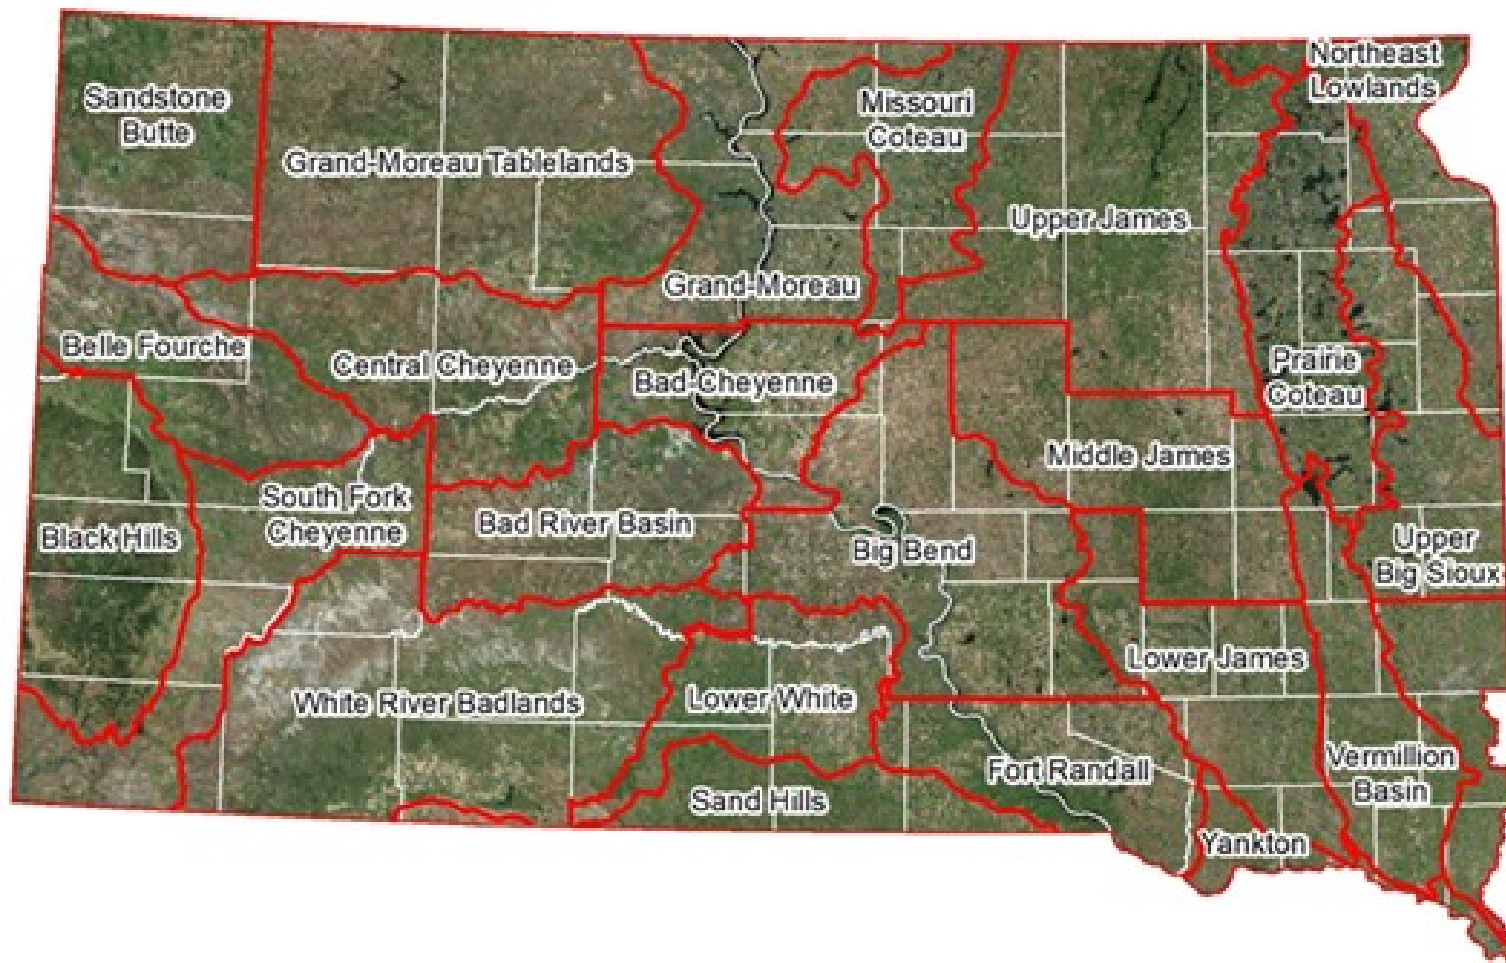 Northeast
Lowlands
Sandstone
Butte
Missouri
Coteau
Grand-Moreau Tablelands
Upper James
Grand-Moreau
Belle Fourche
Central Cheyenne
Bad-Cheyenne
Prairie
Coteau
Middle James
South Fork
Cheyenne
Bad River Basin
Black Hills
Big Bend
Upper
Big Sioux
Lower James
White River Badlands
Lower White
Vermillion
Basin
Fort Randall
Sand Hills
Yankton